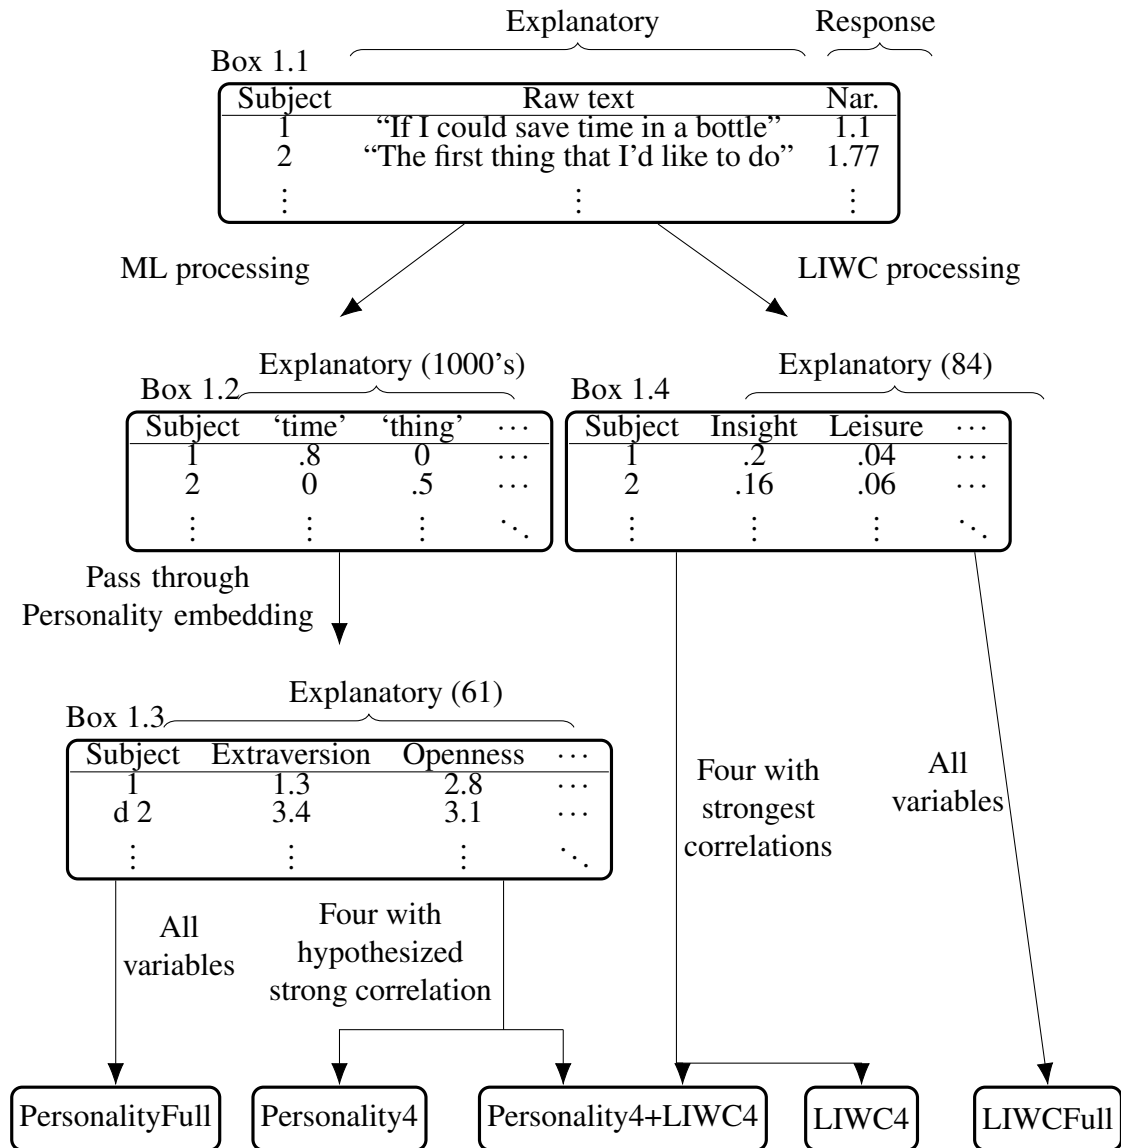 Explanatory Response
Box 1.1
Subject Raw text Nar.
1 “If I could save time in a bottle” 1.1
2 “The first thing that I’d like to do” 1.77
⋮ ⋮ ⋮
ML processing LIWC processing
Explanatory (1000’s)
Box 1.2
Subject ‘time’ ‘thing’ ⋯
1 .8 0 ⋯
2 0 .5 ⋯
⋮ ⋮ ⋮ ⋱
Explanatory (84)
Box 1.4
Subject Insight Leisure ⋯
1 .2 .04 ⋯
2 .16 .06 ⋯
⋮ ⋮ ⋮ ⋱
Pass through
Personality embedding
Explanatory (61)
Box 1.3
Subject Extraversion Openness ⋯
1 1.3 2.8 ⋯
d 2 3.4 3.1 ⋯
⋮ ⋮ ⋮ ⋱
Four with
strongest
correlations
All
variables
All
variables
Four with
hypothesized
strong correlation
PersonalityFull Personality4 Personality4+LIWC4 LIWC4 LIWCFull